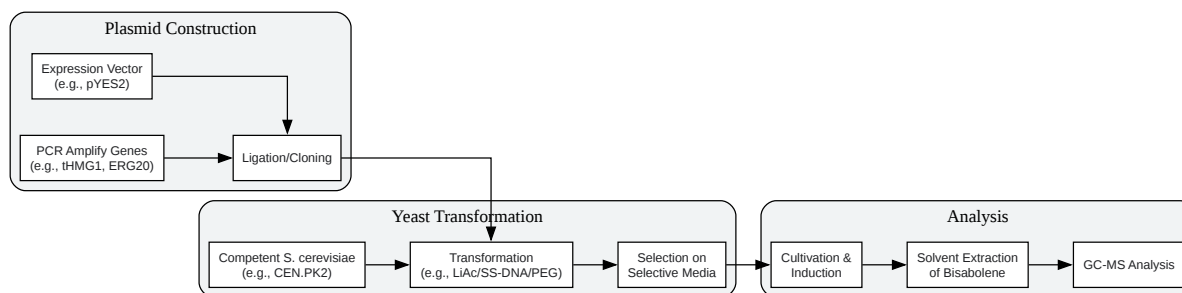 Plasmid Construction
Expression Vector
(e.g., pYES2)
PCR Amplify Genes
(e.g., tHMG1, ERG20)
Ligation/Cloning
Yeast Transformation
Competent S. cerevisiae
(e.g., CEN.PK2)
Transformation
(e.g., LiAc/SS-DNA/PEG)
Selection on
Selective Media
Analysis
Cultivation &
Induction
Solvent Extraction
of Bisabolene
GC-MS Analysis